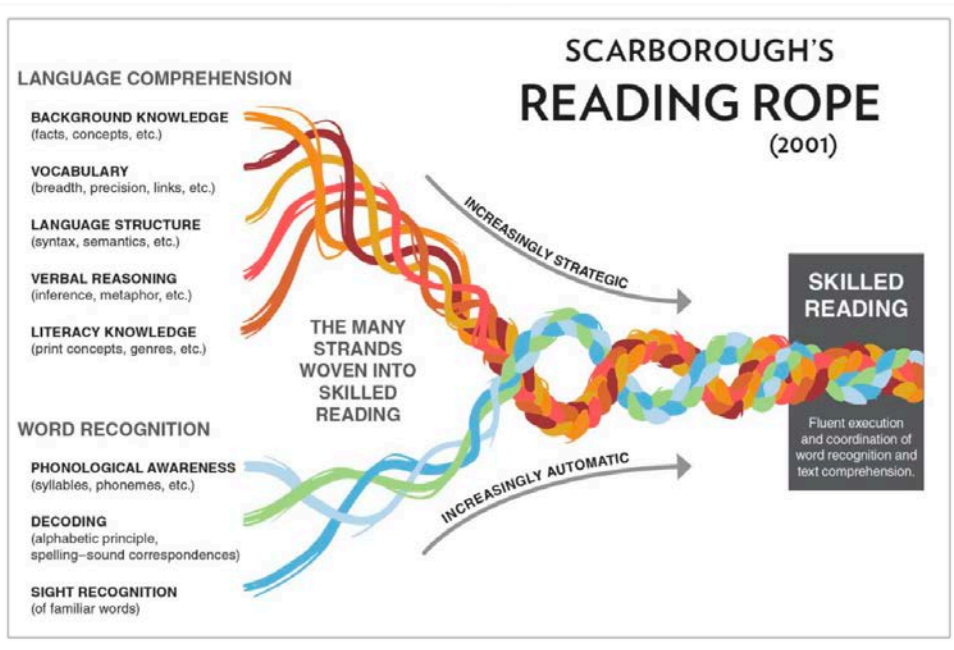 SCARBOROUGH'S
READING ROPE
(2001)
LANGUAGE COMPREHENSION
BACKGROUND KNOWLEDGE
(facts, concepts, etc.)
VOCABULARY
(breadth, precision, links, etc.)
LANGUAGE STRUCTURE
(syntax, semantics, etc.)
VERBAL REASONING
(inference, metaphor, etc.)
LITERACY KNOWLEDGE
(print concepts, genres, etc.)
WORD RECOGNITION
PHONOLOGICAL AWARENESS
(syllables, phonemes, etc.)
DECODING
(alphabetic principle,
spelling–sound correspondences)
SIGHT RECOGNITION
(of familiar words)
THE MANY
STRANDS
WOVEN INTO
SKILLED
READING
INCREASINGLY STRATEGIC
INCREASINGLY AUTOMATIC
SKILLED
READING
Fluent execution
and coordination of
word recognition and
text comprehension.